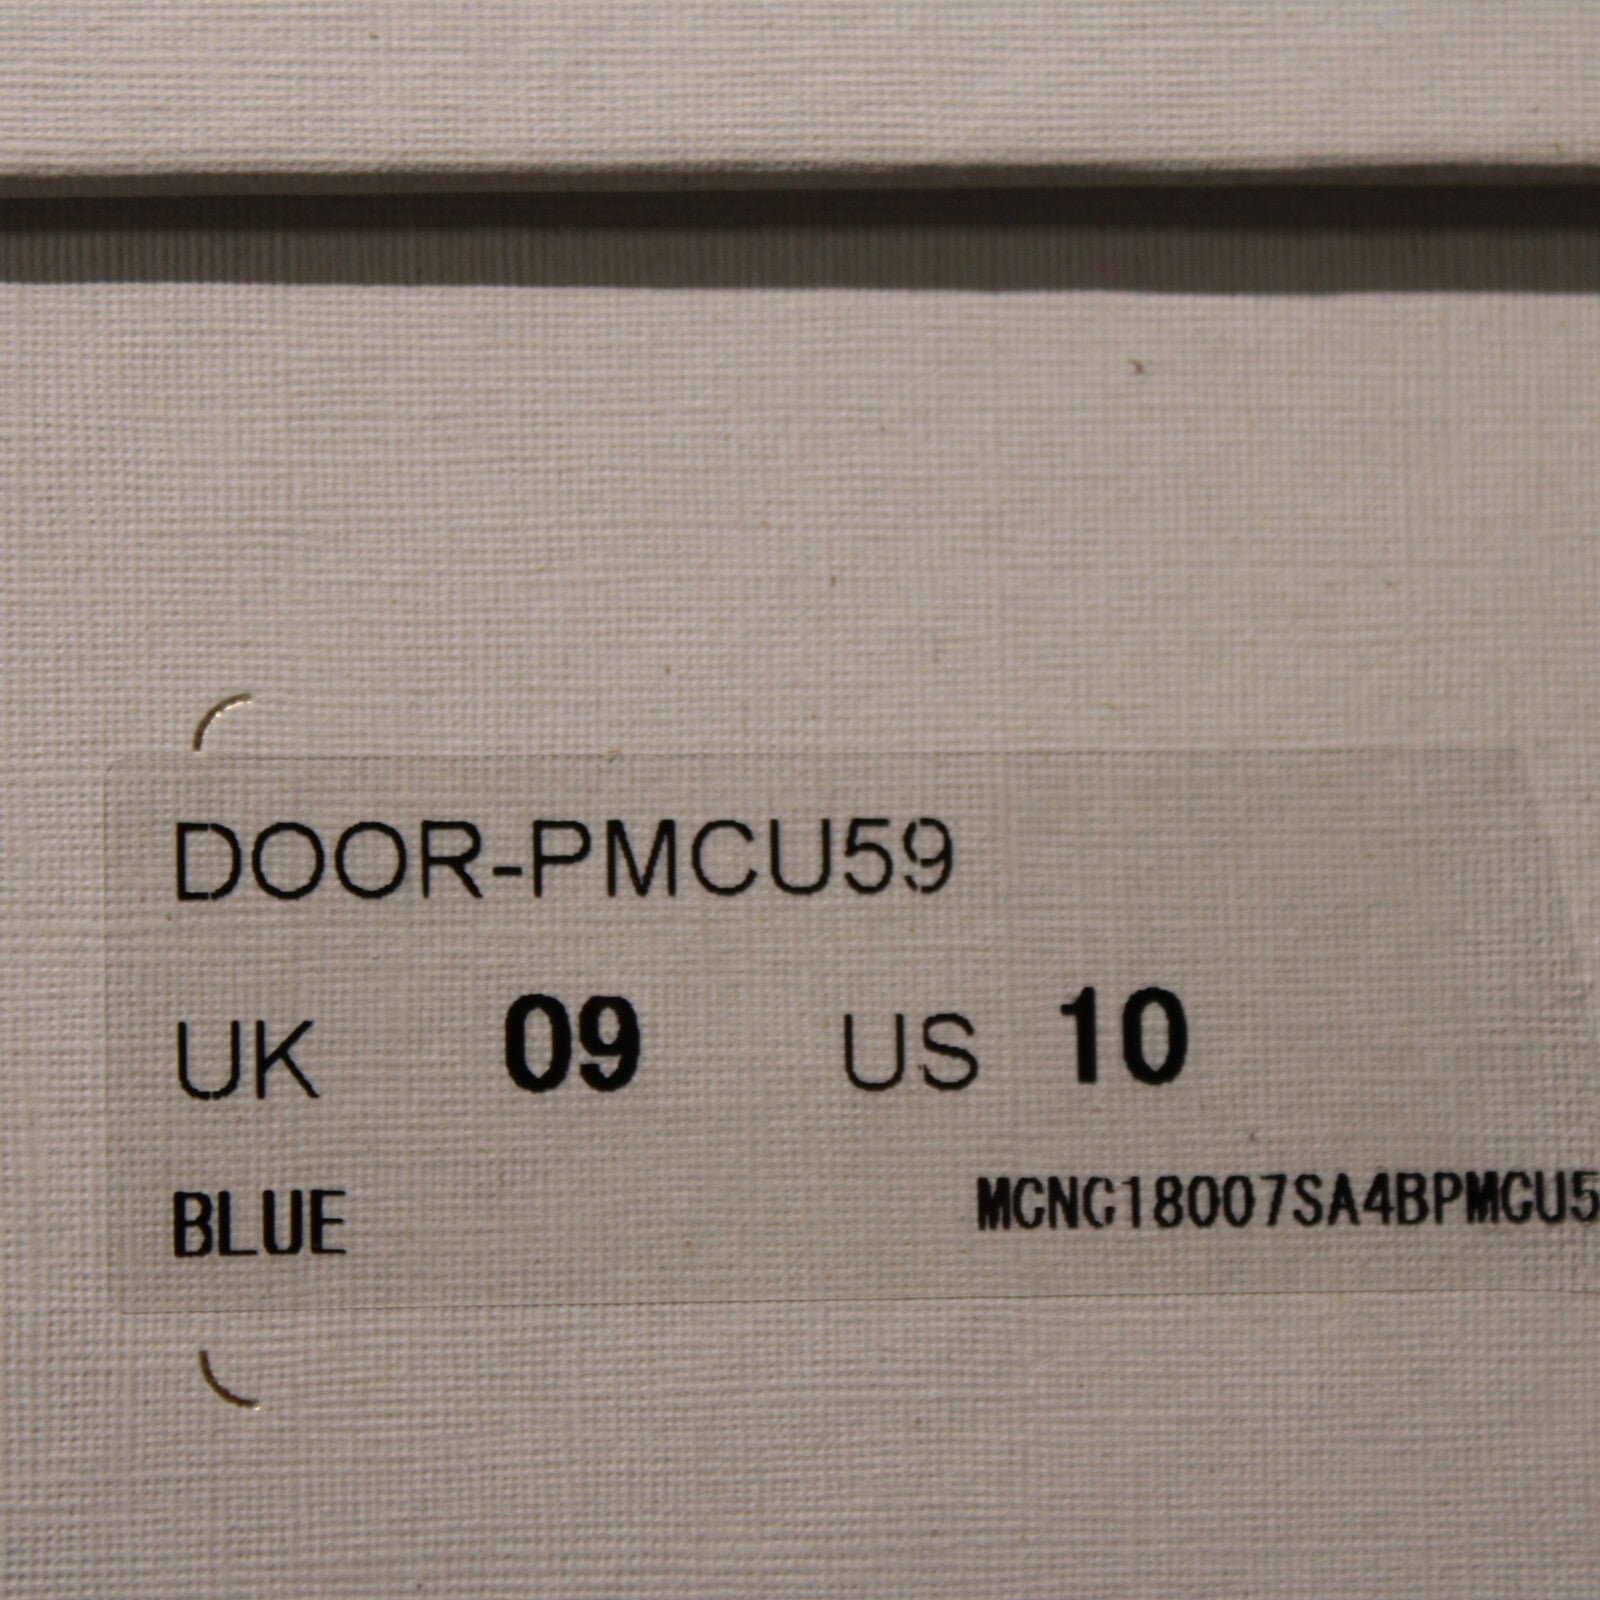 DOOR-PMCU59
UK 09 US 10
BLUE MCNC18007SA4BPMCU5